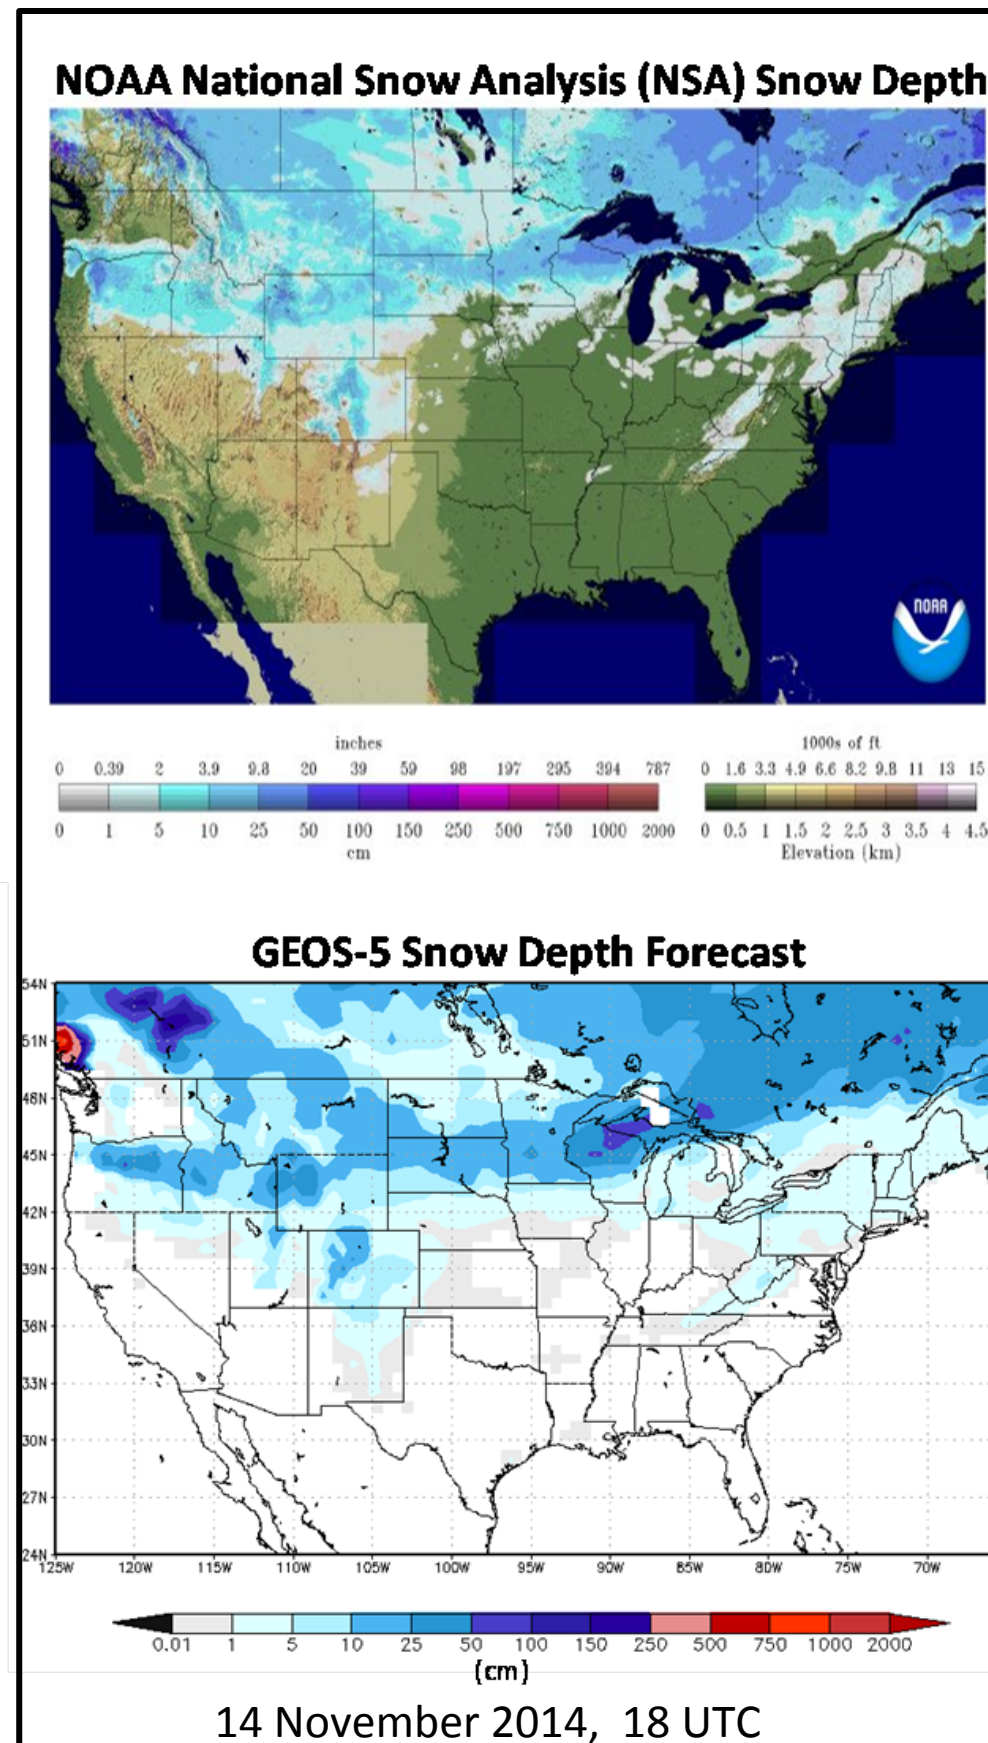 NOAA National Snow Analysis (NSA) Snow Depth
NOAA
inches
0 0.39 2 3.9 9.8 20 39 59 98 197 295 394 787
0 1 5 10 25 50 100 150 250 500 750 1000 2000
cm
1000s of ft
0 1.6 3.3 4.9 6.6 8.2 9.8 11 13 15
0 0.5 1 1.5 2 2.5 3 3.5 4 4.5
Elevation (km)
GEOS-5 Snow Depth Forecast
54N
51N
48N
45N
42N
39N
36N
33N
30N
27N
24N
125W 120W 115W 110W 105W 100W 95W 90W 85W 80W 75W 70W
0.01 1 5 10 25 50 100 150 250 500 750 1000 2000
(cm)
14 November 2014, 18 UTC